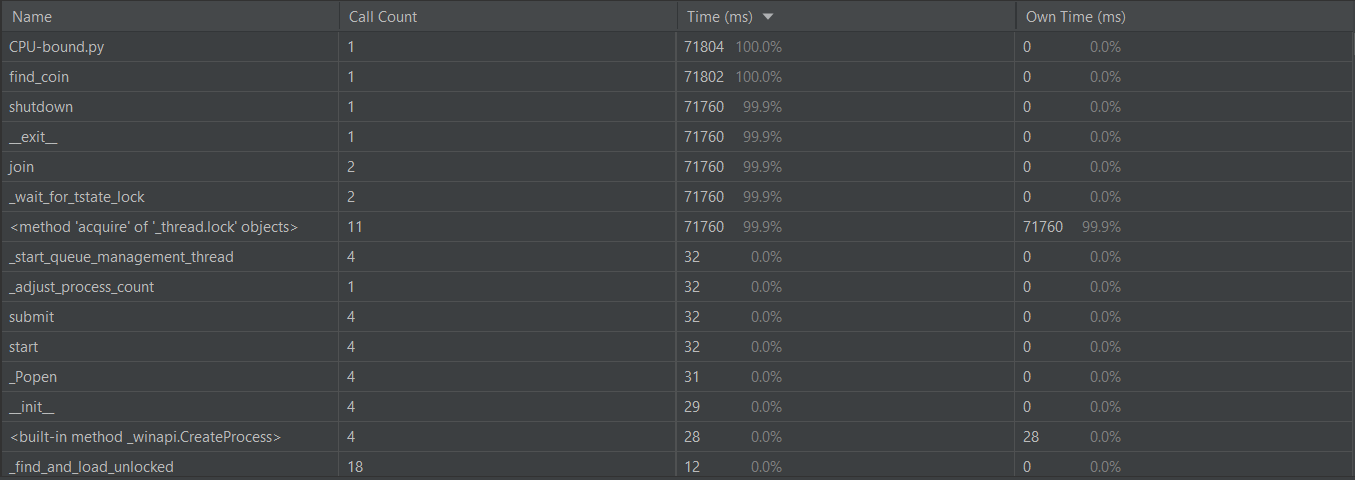 Name Call Count Time (ms) Own Time (ms)
CPU-bound.py 1 71804 100.0% 0 0.0%
find_coin 1 71802 100.0% 0 0.0%
shutdown 1 71760 99.9% 0 0.0%
__exit__ 1 71760 99.9% 0 0.0%
join 2 71760 99.9% 0 0.0%
_wait_for_tstate_lock 2 71760 99.9% 0 0.0%
<method 'acquire' of '_thread.lock' objects> 11 71760 99.9% 71760 99.9%
_start_queue_management_thread 4 32 0.0% 0 0.0%
_adjust_process_count 1 32 0.0% 0 0.0%
submit 4 32 0.0% 0 0.0%
start 4 32 0.0% 0 0.0%
_Popen 4 31 0.0% 0 0.0%
__init__ 4 29 0.0% 0 0.0%
<built-in method _winapi.CreateProcess> 4 28 0.0% 28 0.0%
_find_and_load_unlocked 18 12 0.0% 0 0.0%